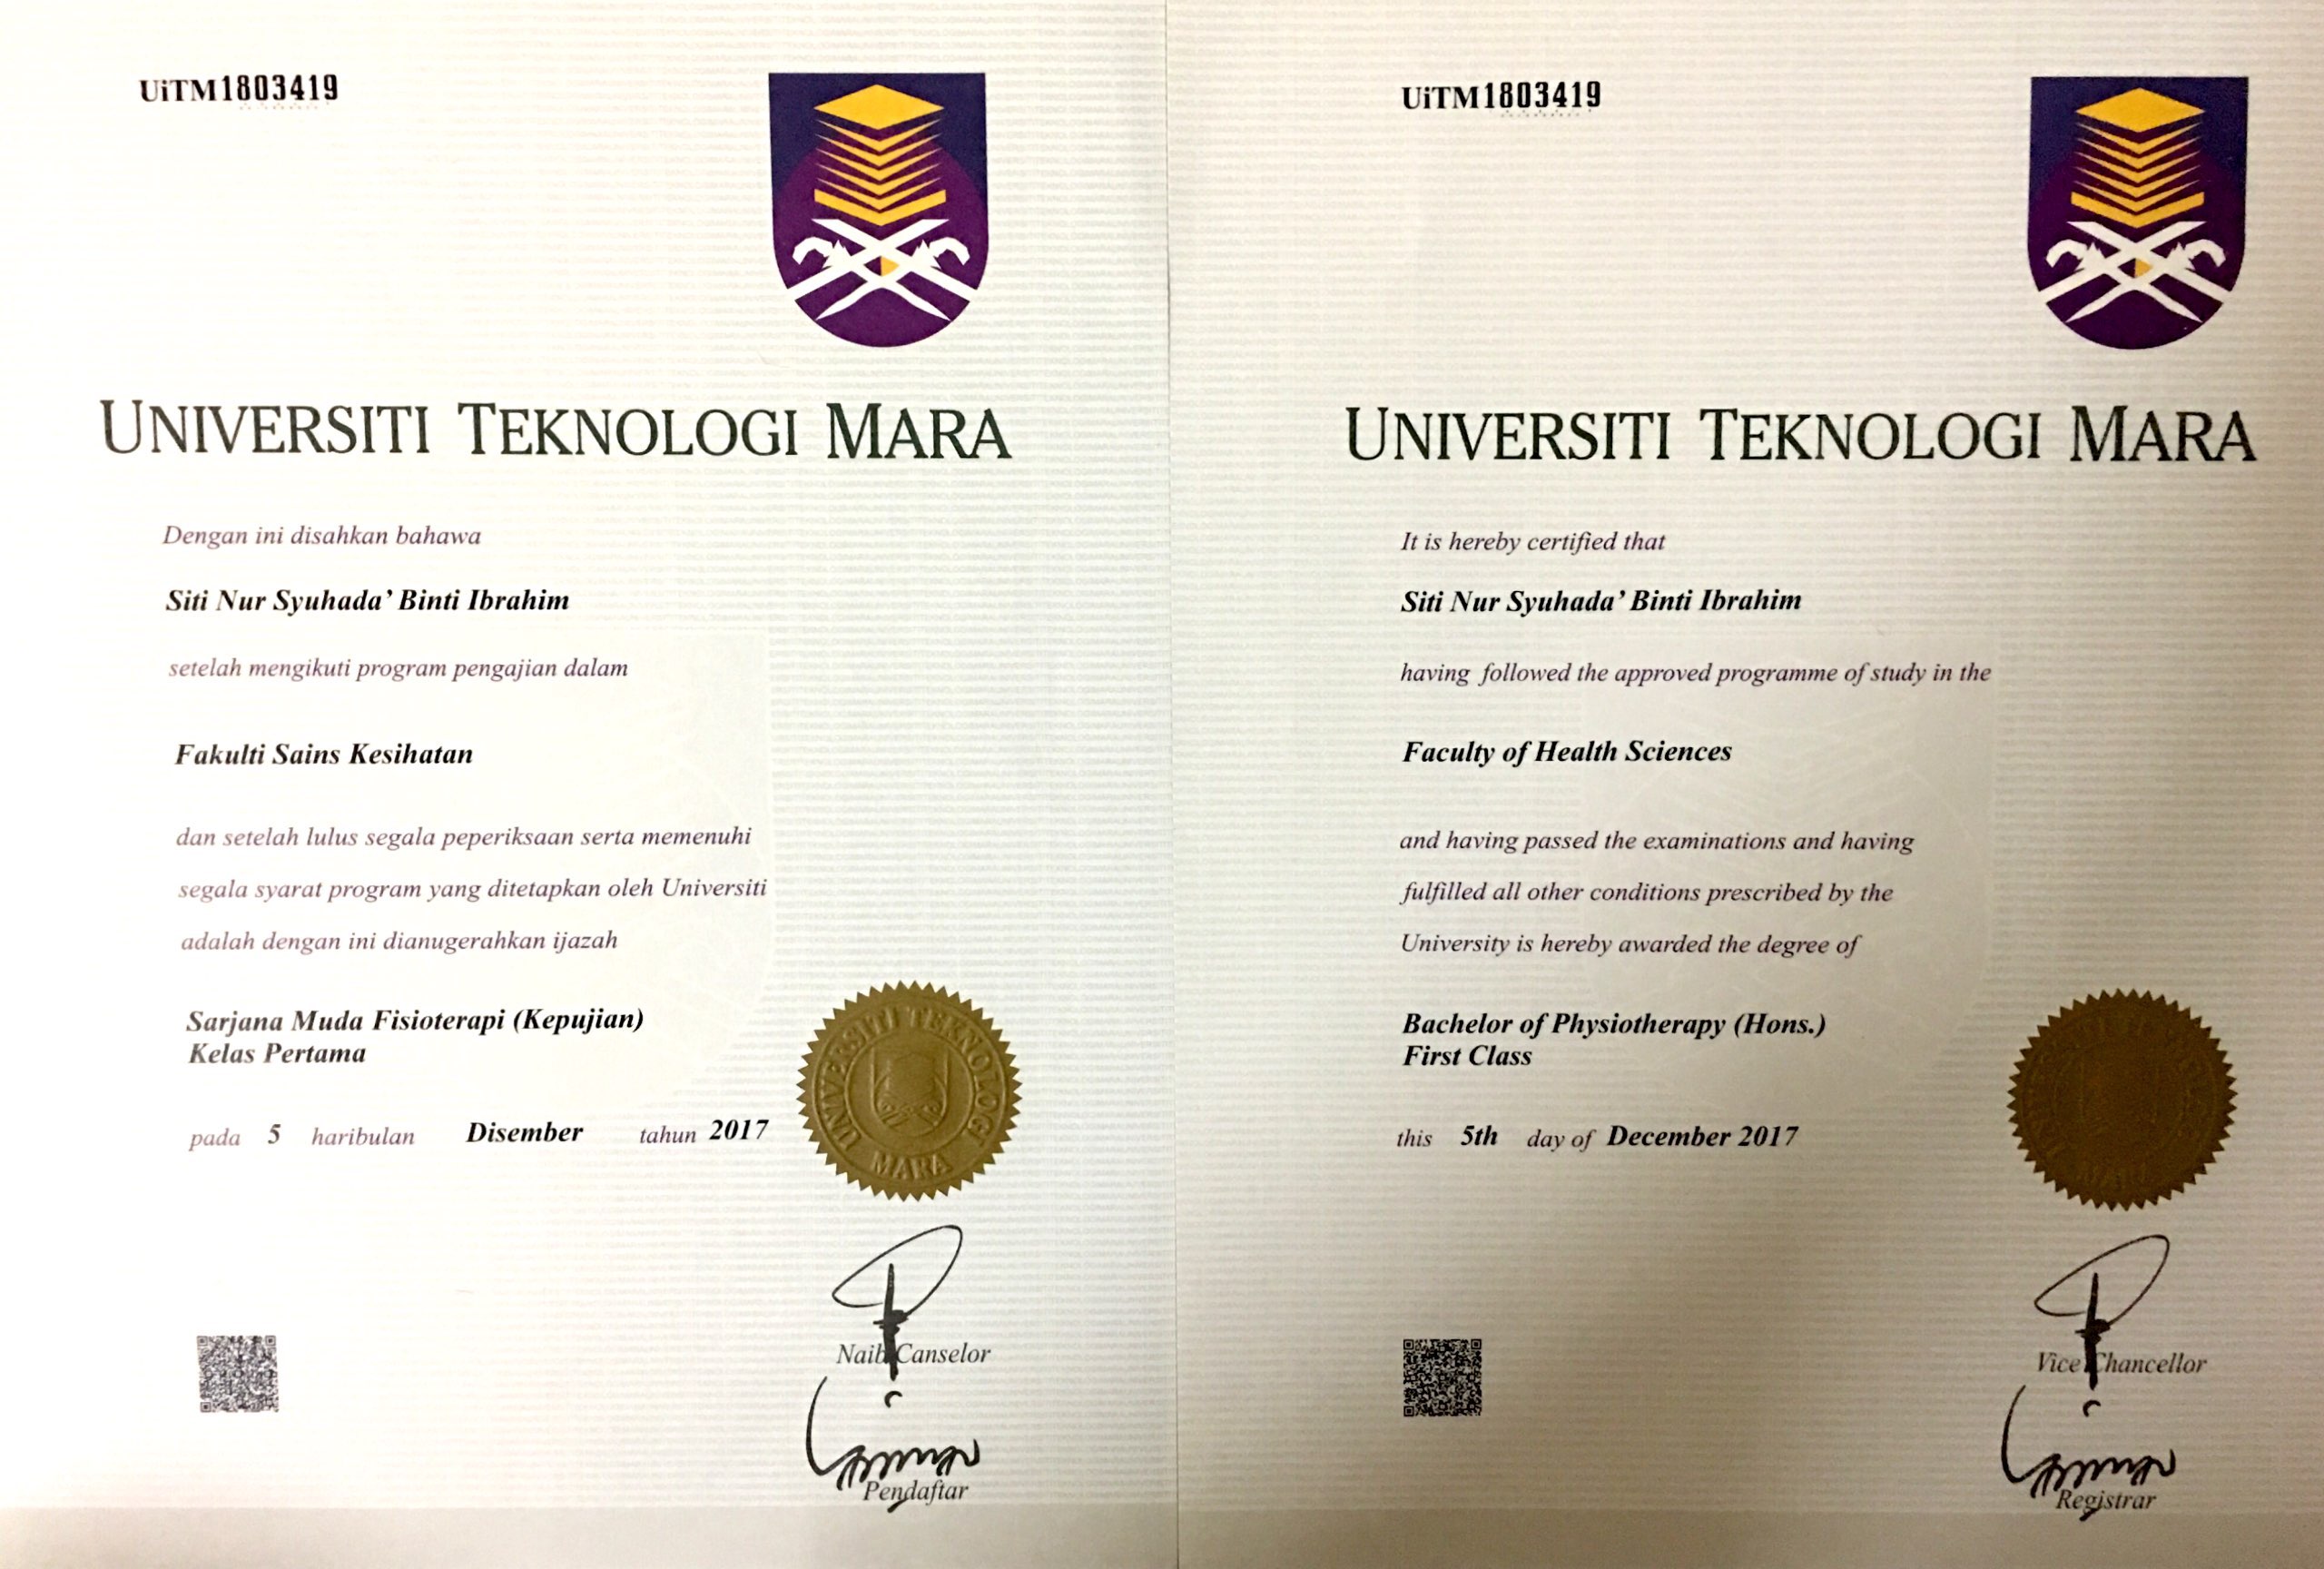 UiTM1803419
UNIVERSITI TEKNOLOGI MARA
Dengan ini disahkan bahawa
Siti Nur Syuhada’ Binti Ibrahim
setelah mengikuti program pengajian dalam
Fakulti Sains Kesihatan
dan setelah lulus segala peperiksaan serta memenuhi
segala syarat program yang ditetapkan oleh Universiti
adalah dengan ini dianugerahkan ijazah
Sarjana Muda Fisioterapi (Kepujian)
Kelas Pertama
pada 5 haribulan Disember tahun 2017
UNIVERSITI TEKNOLOGI MARA
Naib Canselor
Pendaftar
UiTM1803419
UNIVERSITI TEKNOLOGI MARA
It is hereby certified that
Siti Nur Syuhada’ Binti Ibrahim
having followed the approved programme of study in the
Faculty of Health Sciences
and having passed the examinations and having
fulfilled all other conditions prescribed by the
University is hereby awarded the degree of
Bachelor of Physiotherapy (Hons.)
First Class
this 5th day of December 2017
Vice Chancellor
Registrar